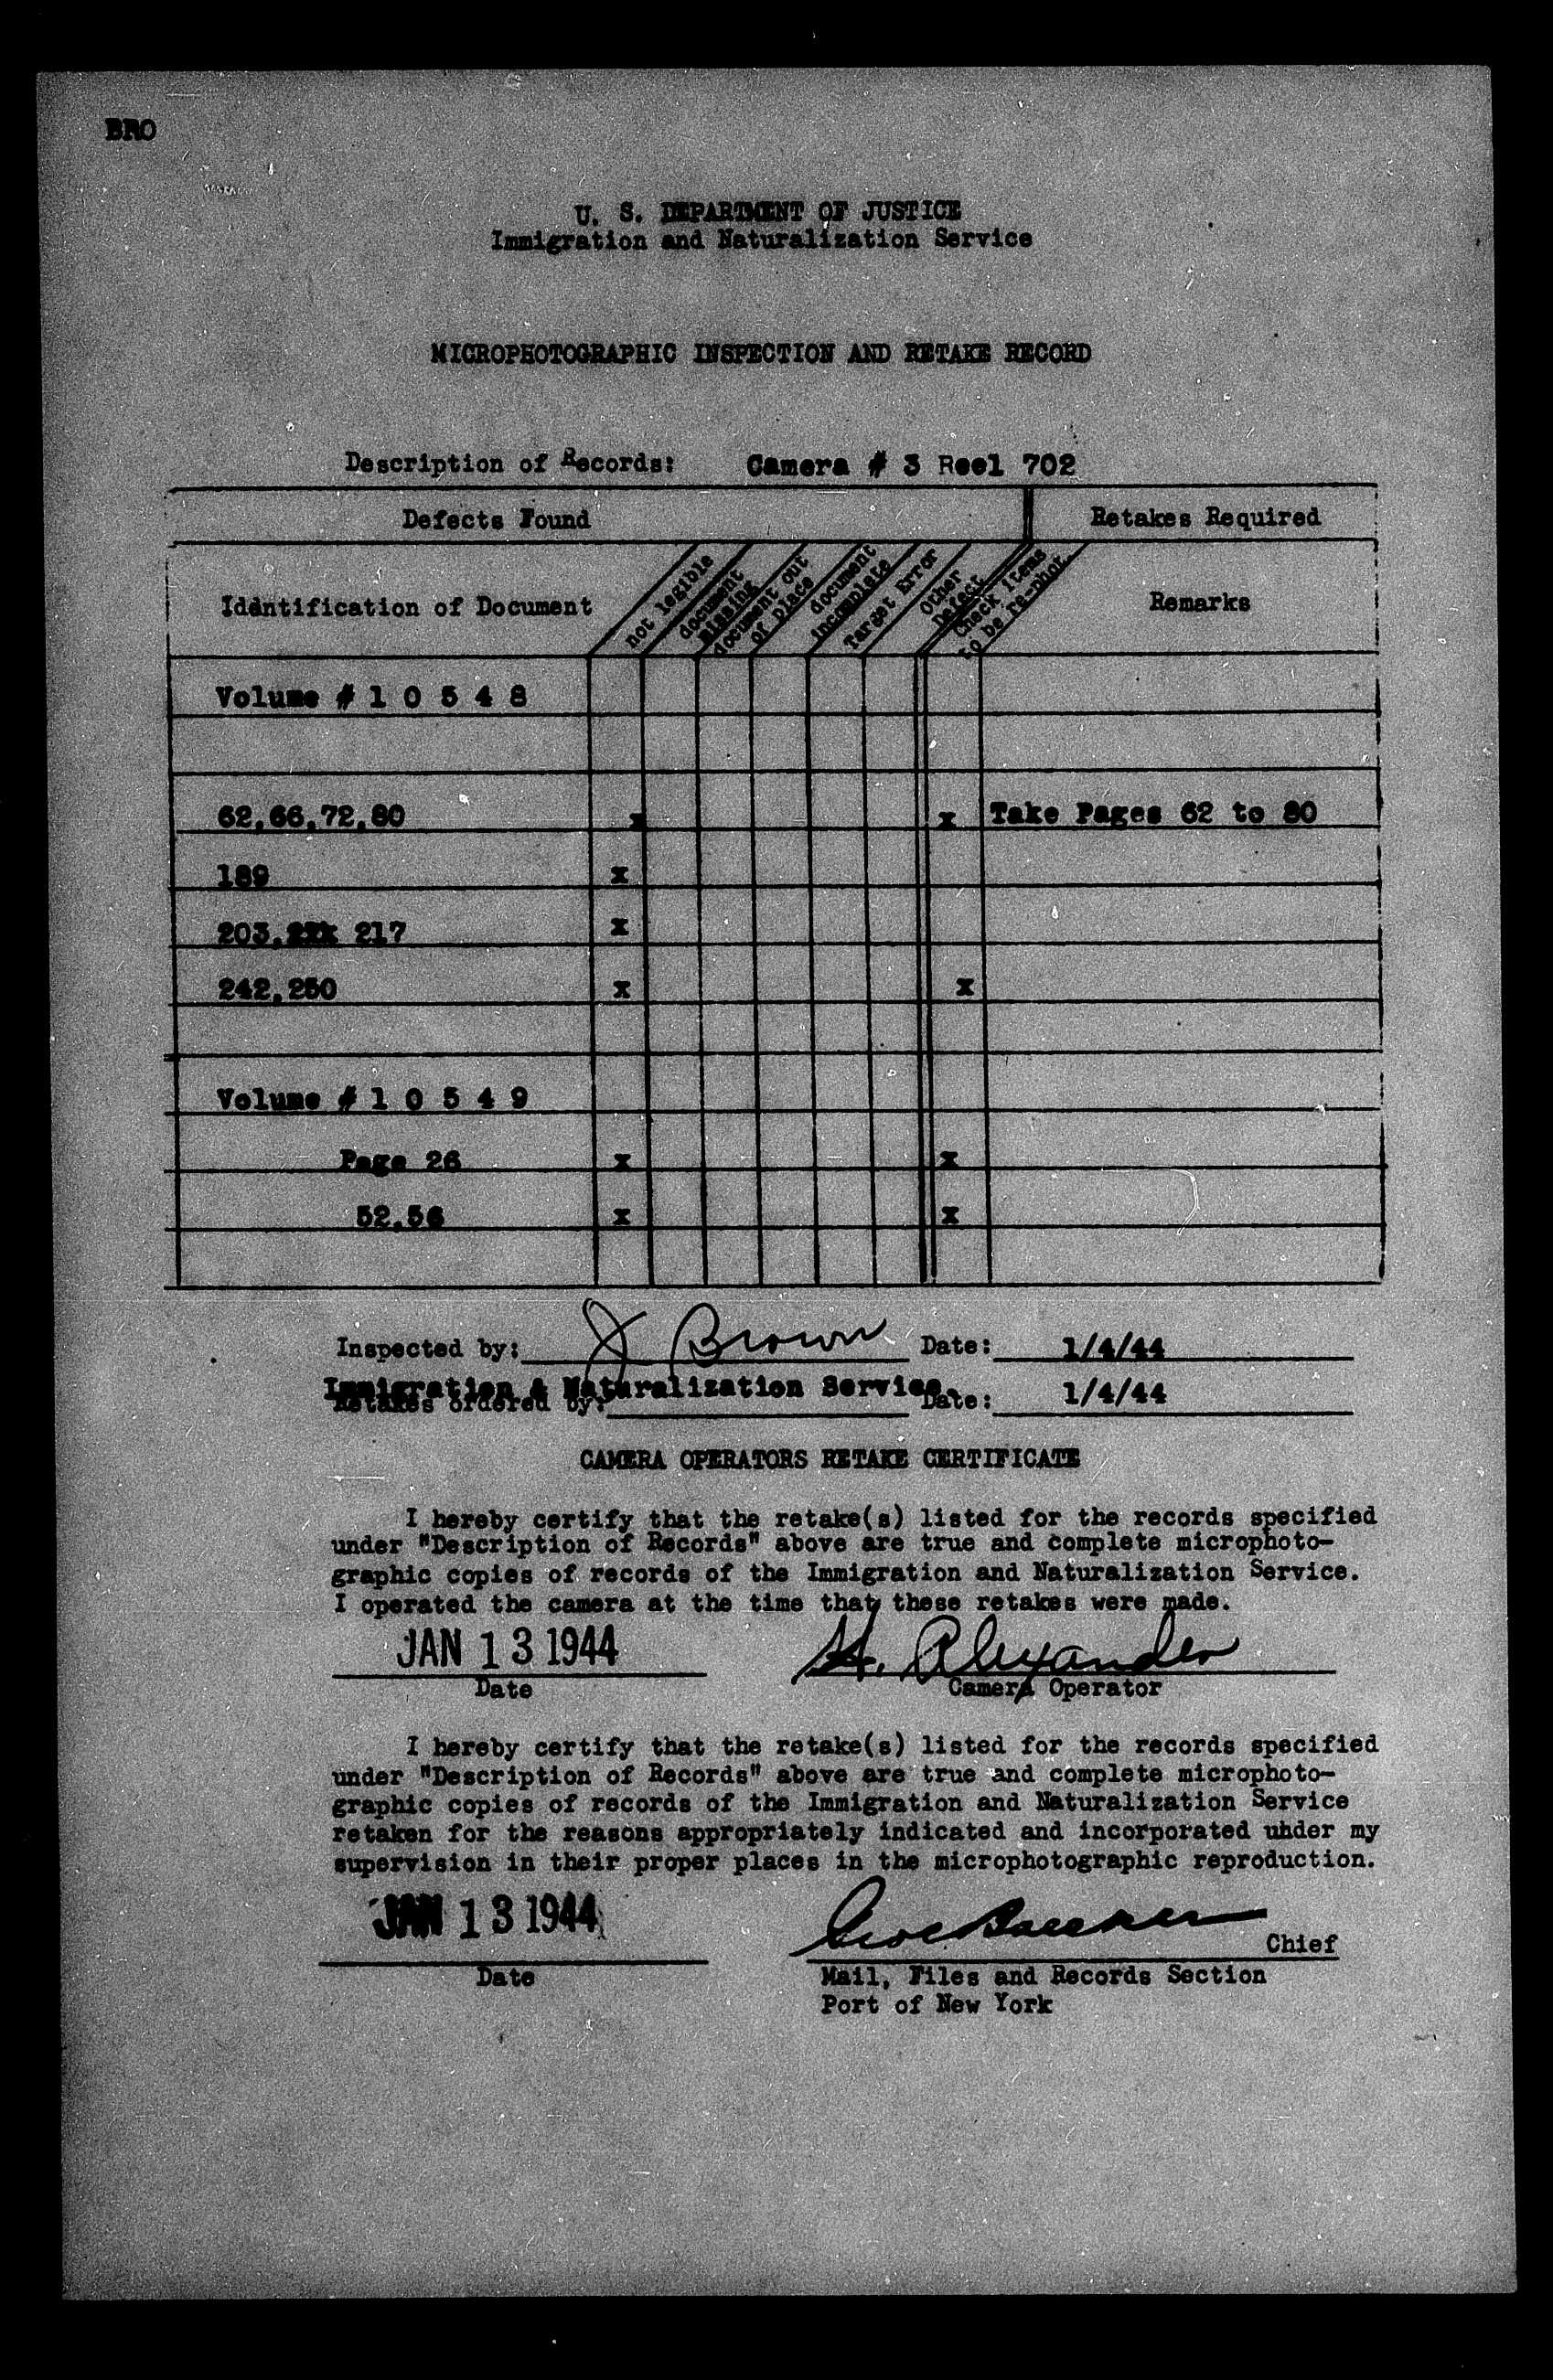 BRO
U. S. DEPARTMENT OF JUSTICE
Immigration and Naturalization Service
MICROPHOTOGRAPHIC INSPECTION AND RETAKE RECORD
Description of Records: Camera # 3 Reel 702
Defects Found Retakes Required
Identification of Document
not legible
document missing
document out of place
document incomplete
Target Error
Other Defect
Check items to be re-phot
Remarks
Volume # 1 0 5 4 8
62,66,72,80 x x Take Pages 62 to 80
189 x
203, 217 x
242,250 x x
Volume # 1 0 5 4 9
Page 26 x x
52,56 x x
Inspected by: J Brown Date: 1/4/44
Immigration & Naturalization Service
Retakes ordered by: Date: 1/4/44
CAMERA OPERATORS RETAKE CERTIFICATE
I hereby certify that the retake(s) listed for the records specified
under "Description of Records" above are true and complete microphoto-
graphic copies of records of the Immigration and Naturalization Service.
I operated the camera at the time that these retakes were made.
JAN 13 1944 H. Alexander
Date Camera Operator
I hereby certify that the retake(s) listed for the records specified
under "Description of Records" above are true and complete microphoto-
graphic copies of records of the Immigration and Naturalization Service
retaken for the reasons appropriately indicated and incorporated under my
supervision in their proper places in the microphotographic reproduction.
JAN 13 1944 Chief
Date Mail, Files and Records Section
Port of New York